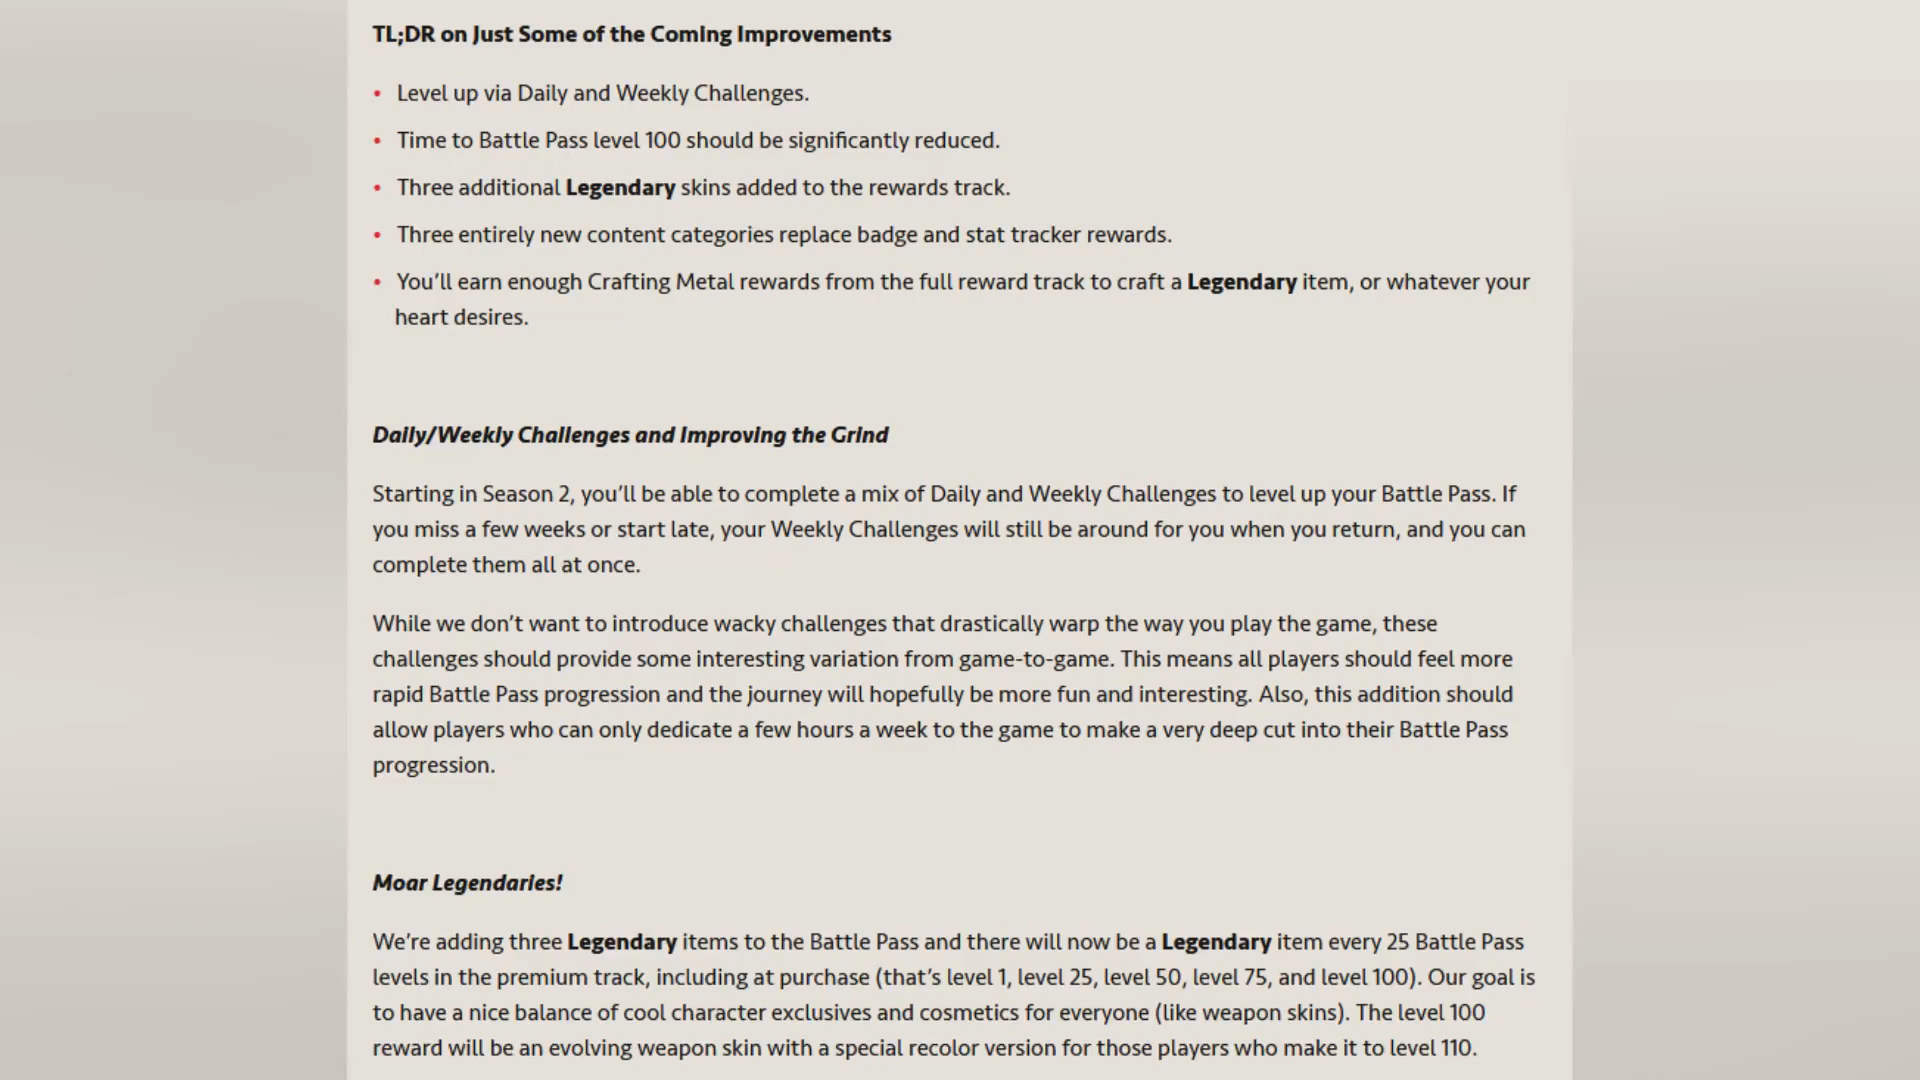 TL;DR on Just Some of the Coming Improvements
• Level up via Daily and Weekly Challenges.
• Time to Battle Pass level 100 should be significantly reduced.
• Three additional Legendary skins added to the rewards track.
• Three entirely new content categories replace badge and stat tracker rewards.
• You’ll earn enough Crafting Metal rewards from the full reward track to craft a Legendary item, or whatever your
heart desires.
Daily/Weekly Challenges and Improving the Grind
Starting in Season 2, you’ll be able to complete a mix of Daily and Weekly Challenges to level up your Battle Pass. If
you miss a few weeks or start late, your Weekly Challenges will still be around for you when you return, and you can
complete them all at once.
While we don’t want to introduce wacky challenges that drastically warp the way you play the game, these
challenges should provide some interesting variation from game-to-game. This means all players should feel more
rapid Battle Pass progression and the journey will hopefully be more fun and interesting. Also, this addition should
allow players who can only dedicate a few hours a week to the game to make a very deep cut into their Battle Pass
progression.
Moar Legendaries!
We’re adding three Legendary items to the Battle Pass and there will now be a Legendary item every 25 Battle Pass
levels in the premium track, including at purchase (that’s level 1, level 25, level 50, level 75, and level 100). Our goal is
to have a nice balance of cool character exclusives and cosmetics for everyone (like weapon skins). The level 100
reward will be an evolving weapon skin with a special recolor version for those players who make it to level 110.